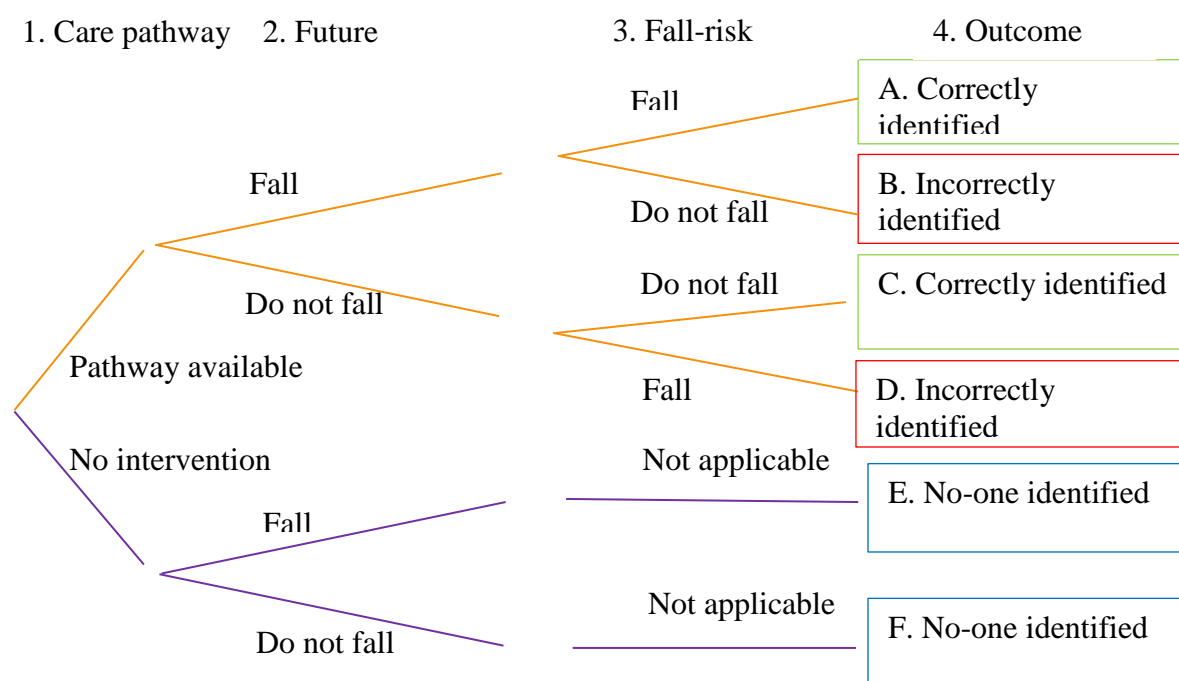 1. Care pathway 2. Future 3. Fall-risk 4. Outcome
Fall
A. Correctly
identified
Fall
B. Incorrectly
identified
Do not fall
Do not fall
Do not fall
C. Correctly identified
Pathway available
Fall
D. Incorrectly
identified
No intervention
Not applicable
E. No-one identified
Fall
Not applicable
F. No-one identified
Do not fall